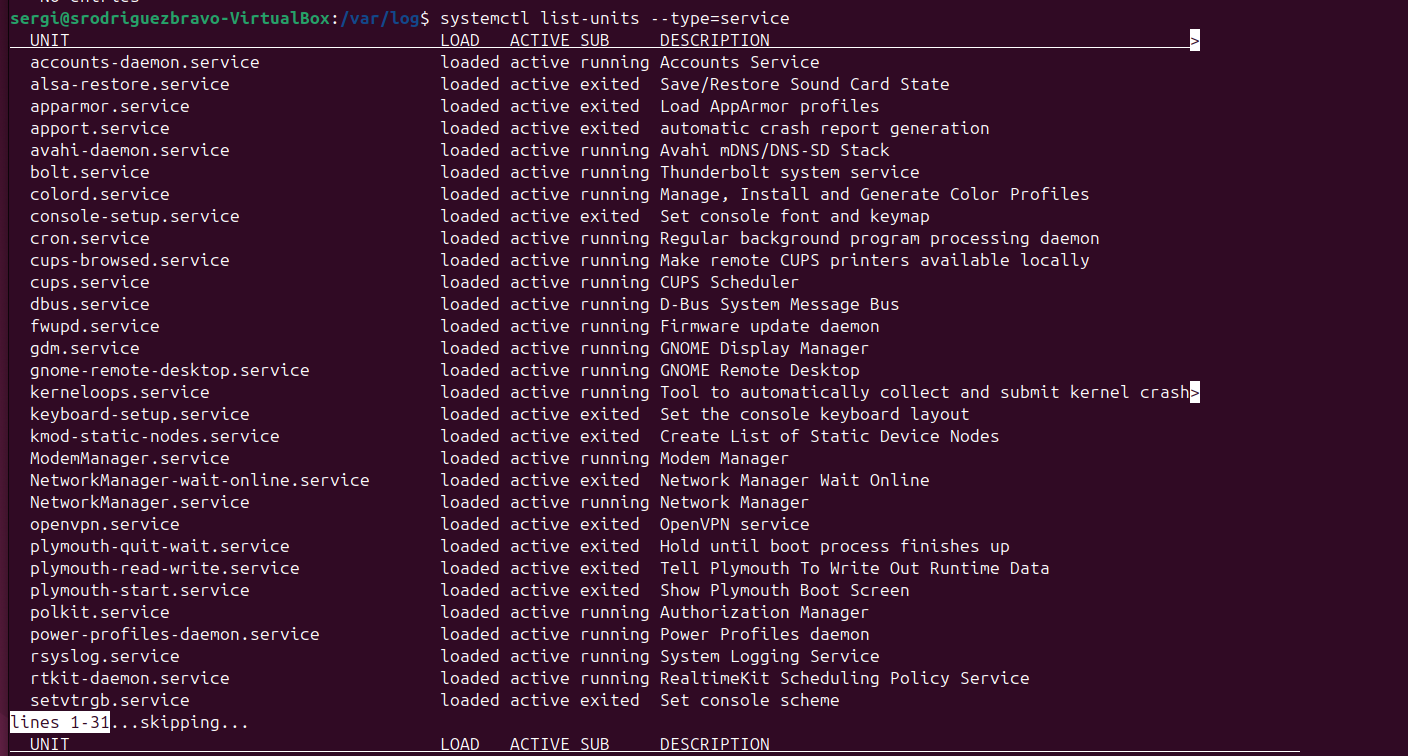 sergi@srodriguezbravo-VirtualBox:/var/log$ systemctl list-units --type=service
UNIT LOAD ACTIVE SUB DESCRIPTION >
accounts-daemon.service loaded active running Accounts Service
alsa-restore.service loaded active exited Save/Restore Sound Card State
apparmor.service loaded active exited Load AppArmor profiles
apport.service loaded active exited automatic crash report generation
avahi-daemon.service loaded active running Avahi mDNS/DNS-SD Stack
bolt.service loaded active running Thunderbolt system service
colord.service loaded active running Manage, Install and Generate Color Profiles
console-setup.service loaded active exited Set console font and keymap
cron.service loaded active running Regular background program processing daemon
cups-browsed.service loaded active running Make remote CUPS printers available locally
cups.service loaded active running CUPS Scheduler
dbus.service loaded active running D-Bus System Message Bus
fwupd.service loaded active running Firmware update daemon
gdm.service loaded active running GNOME Display Manager
gnome-remote-desktop.service loaded active running GNOME Remote Desktop
kerneloops.service loaded active running Tool to automatically collect and submit kernel crash>
keyboard-setup.service loaded active exited Set the console keyboard layout
kmod-static-nodes.service loaded active exited Create List of Static Device Nodes
ModemManager.service loaded active running Modem Manager
NetworkManager-wait-online.service loaded active exited Network Manager Wait Online
NetworkManager.service loaded active running Network Manager
openvpn.service loaded active exited OpenVPN service
plymouth-quit-wait.service loaded active exited Hold until boot process finishes up
plymouth-read-write.service loaded active exited Tell Plymouth To Write Out Runtime Data
plymouth-start.service loaded active exited Show Plymouth Boot Screen
polkit.service loaded active running Authorization Manager
power-profiles-daemon.service loaded active running Power Profiles daemon
rsyslog.service loaded active running System Logging Service
rtkit-daemon.service loaded active running RealtimeKit Scheduling Policy Service
setvtrgb.service loaded active exited Set console scheme
lines 1-31...skipping...
UNIT LOAD ACTIVE SUB DESCRIPTION